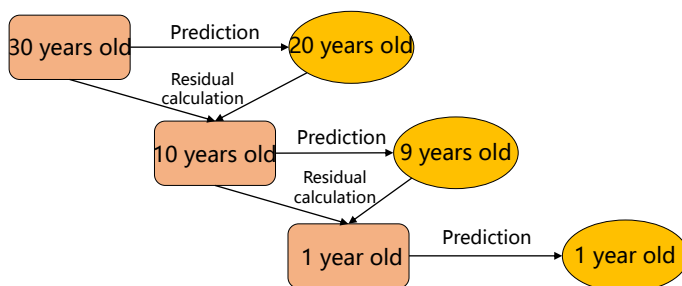 30 years old
Prediction
20 years old
Residual
calculation
10 years old
Prediction
9 years old
Residual
calculation
1 year old
Prediction
1 year old